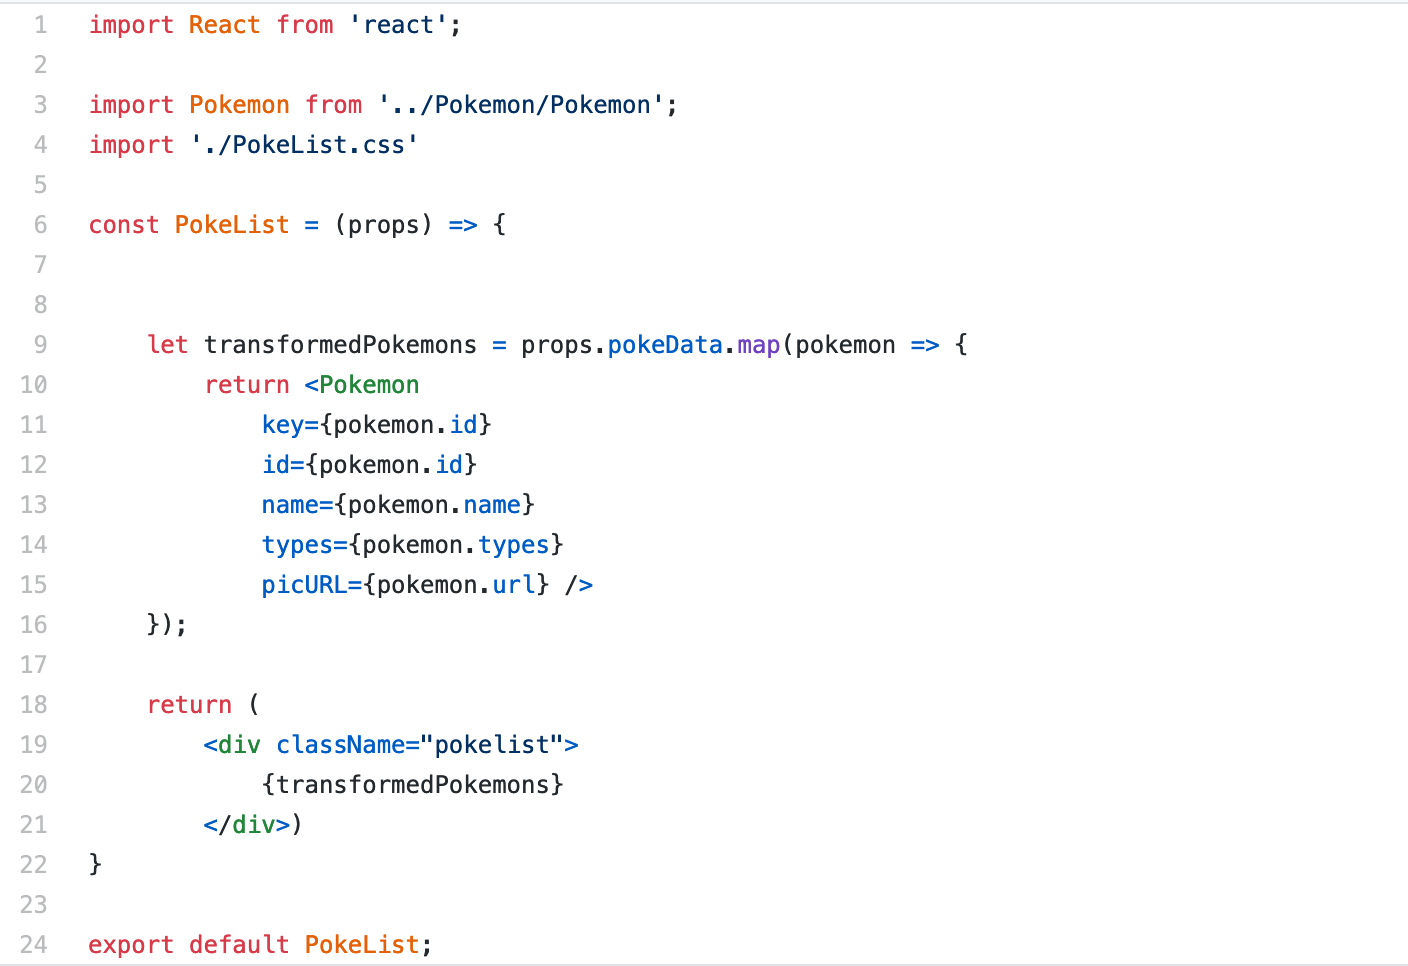 1 import React from 'react';
2
3 import Pokemon from '../Pokemon/Pokemon';
4 import './PokeList.css'
5
6 const PokeList = (props) => {
7
8
9     let transformedPokemons = props.pokeData.map(pokemon => {
10         return <Pokemon
11             key={pokemon.id}
12             id={pokemon.id}
13             name={pokemon.name}
14             types={pokemon.types}
15             picURL={pokemon.url} />
16     });
17
18     return (
19         <div className="pokelist">
20             {transformedPokemons}
21         </div>)
22 }
23
24 export default PokeList;